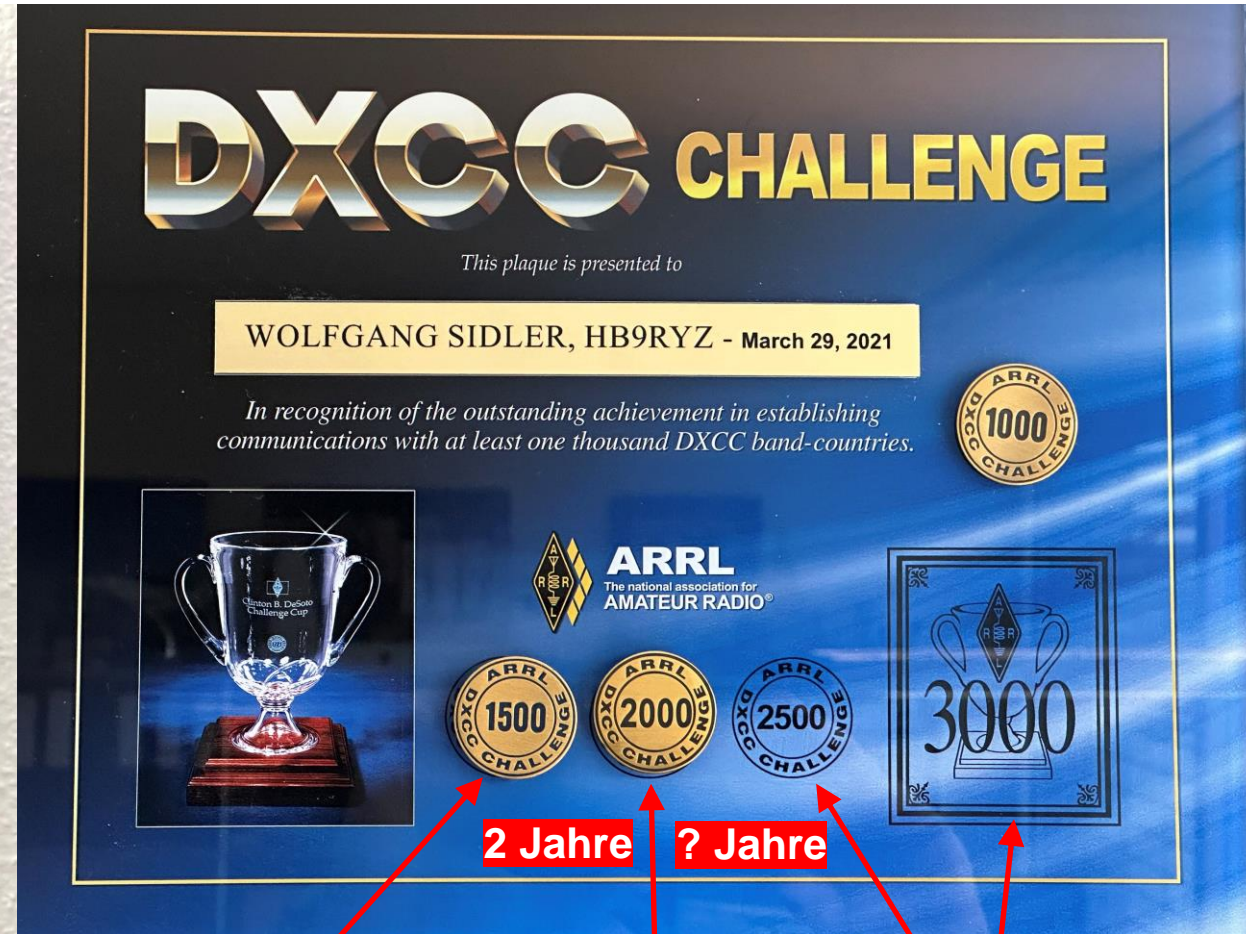 DXCC CHALLENGE
This plaque is presented to
WOLFGANG SIDLER, HB9RYZ - March 29, 2021
In recognition of the outstanding achievement in establishing
communications with at least one thousand DXCC band-countries.
ARRL
1000
DXCC CHALLENGE
Clinton B. DeSoto
Challenge Cup
A
R R
L
ARRL
The national association for
AMATEUR RADIO®
ARRL
1500
DXCC CHALLENGE
ARRL
2000
DXCC CHALLENGE
ARRL
2500
DXCC CHALLENGE
A
R R
L
3000
2 Jahre
? Jahre